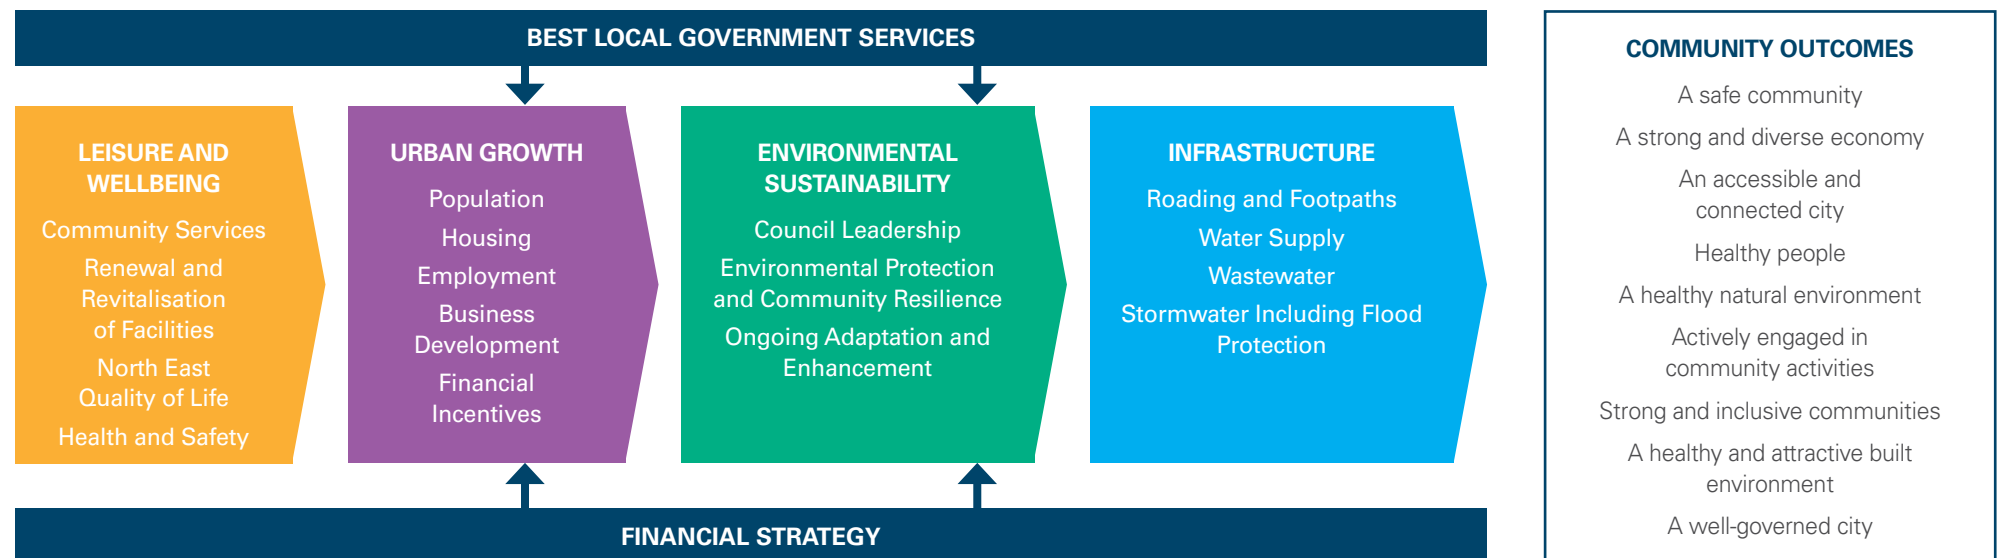 BEST LOCAL GOVERNMENT SERVICES
LEISURE AND
WELLBEING
Community Services
Renewal and
Revitalisation
of Facilities
North East
Quality of Life
Health and Safety
URBAN GROWTH
Population
Housing
Employment
Business
Development
Financial
Incentives
ENVIRONMENTAL
SUSTAINABILITY
Council Leadership
Environmental Protection
and Community Resilience
Ongoing Adaptation and
Enhancement
INFRASTRUCTURE
Roading and Footpaths
Water Supply
Wastewater
Stormwater Including Flood
Protection
FINANCIAL STRATEGY
COMMUNITY OUTCOMES
A safe community
A strong and diverse economy
An accessible and
connected city
Healthy people
A healthy natural environment
Actively engaged in
community activities
Strong and inclusive communities
A healthy and attractive built
environment
A well-governed city